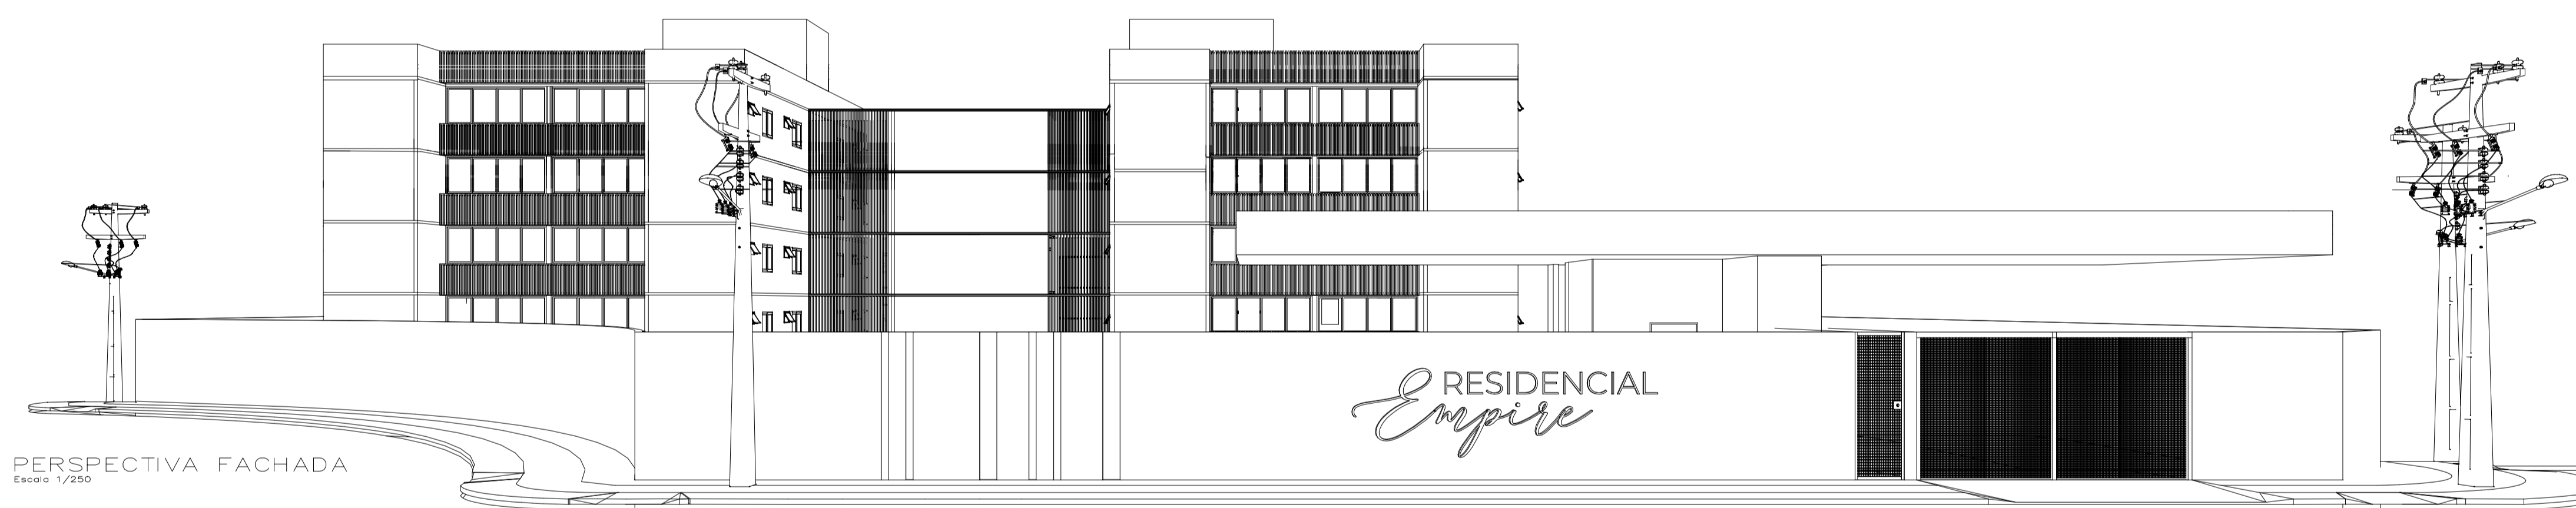 RESIDENCIAL
Empire
PERSPECTIVA FACHADA
Escala 1/250